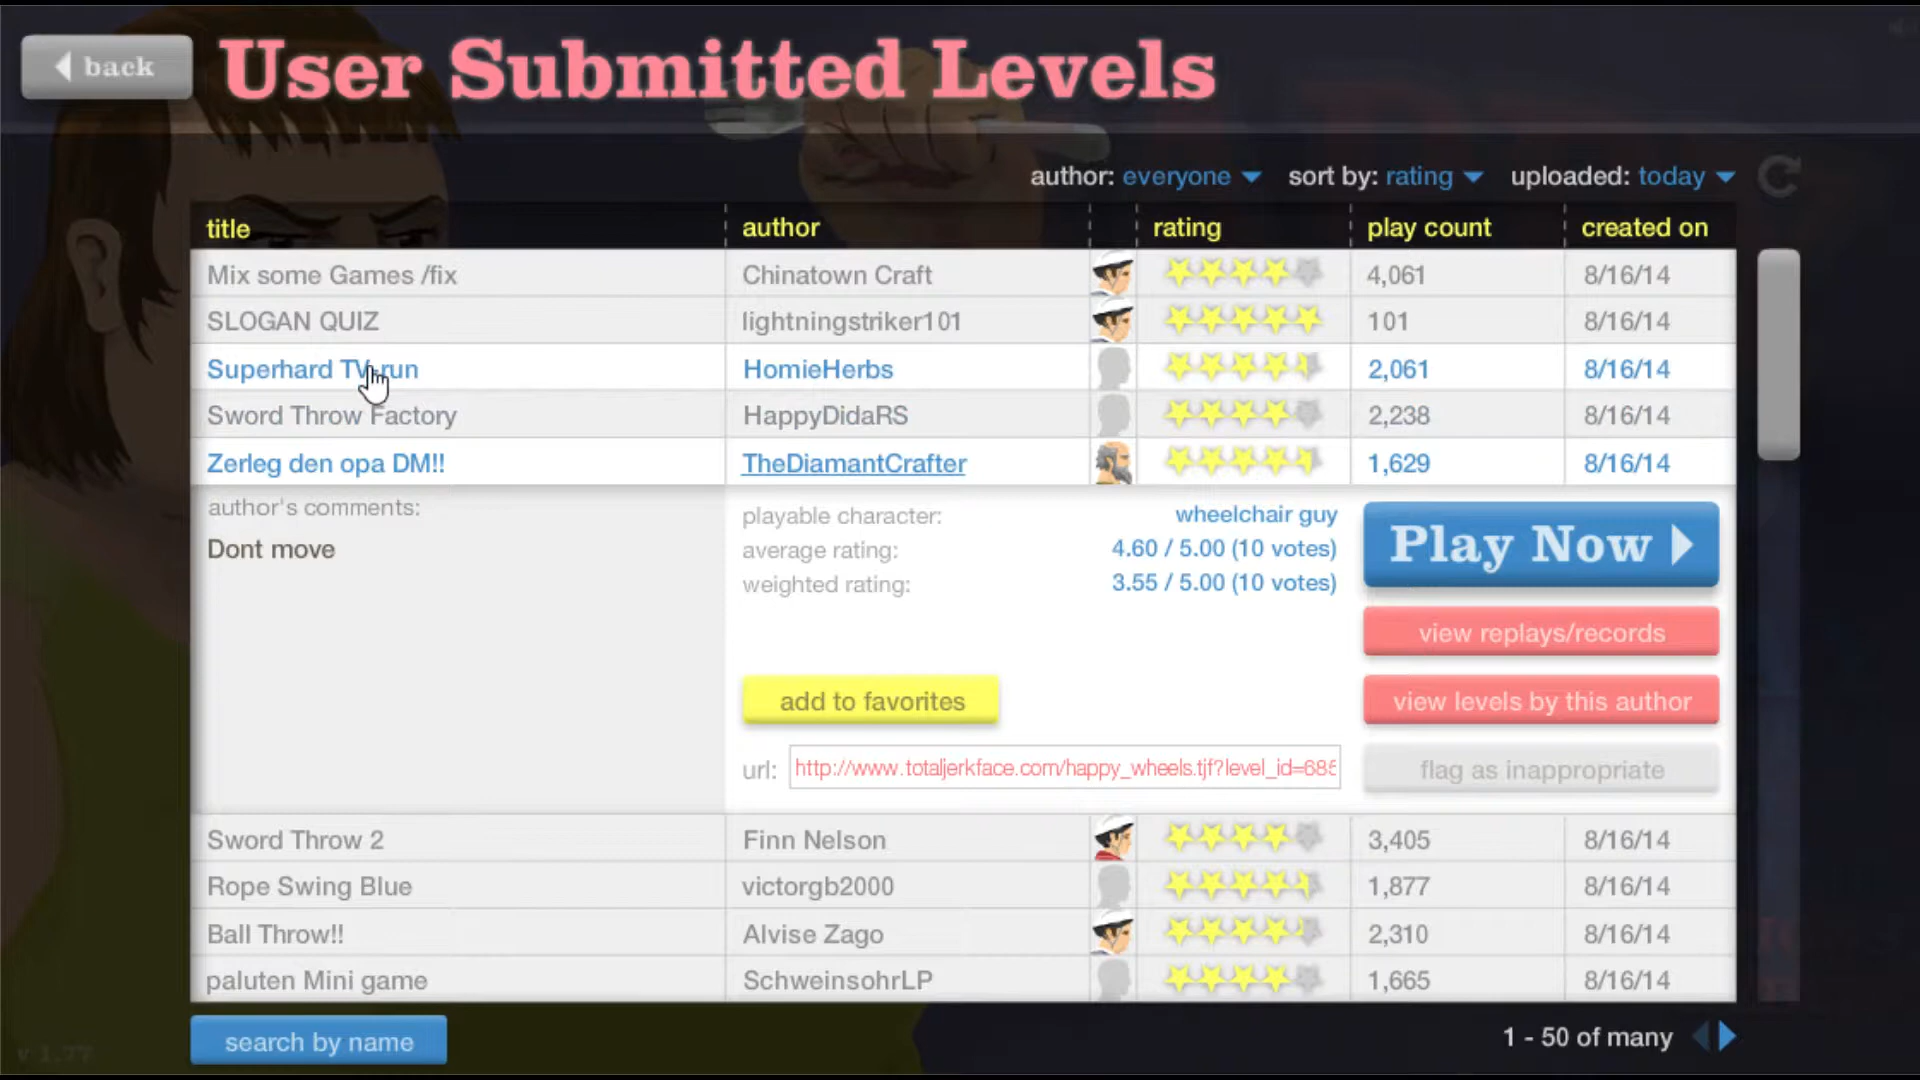 back
User Submitted Levels
author: everyone sort by: rating uploaded: today
title author rating play count created on
Mix some Games /fix Chinatown Craft 4,061 8/16/14
SLOGAN QUIZ lightningstriker101 101 8/16/14
Superhard TV run HomieHerbs 2,061 8/16/14
Sword Throw Factory HappyDidaRS 2,238 8/16/14
Zerleg den opa DM!! TheDiamantCrafter 1,629 8/16/14
author's comments:
Dont move
playable character: wheelchair guy
average rating: 4.60 / 5.00 (10 votes)
weighted rating: 3.55 / 5.00 (10 votes)
Play Now
view replays/records
add to favorites
view levels by this author
url: http://www.totaljerkface.com/happy_wheels.tjf?level_id=685
flag as inappropriate
Sword Throw 2 Finn Nelson 3,405 8/16/14
Rope Swing Blue victorgb2000 1,877 8/16/14
Ball Throw!! Alvise Zago 2,310 8/16/14
paluten Mini game SchweinsohrLP 1,665 8/16/14
search by name
1 - 50 of many
v 1.77